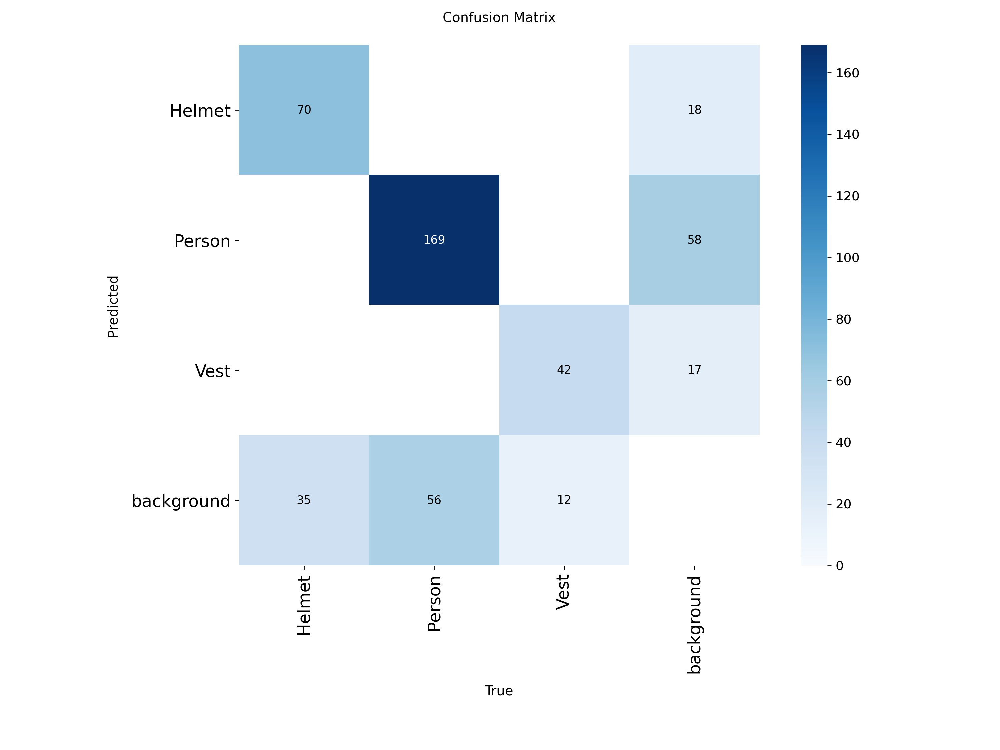 Confusion Matrix
Helmet 70 18 160
140
120
Person 169 58 100
Predicted
80
Vest 42 17 60
40
background 35 56 12 20
0
Helmet Person Vest background
True